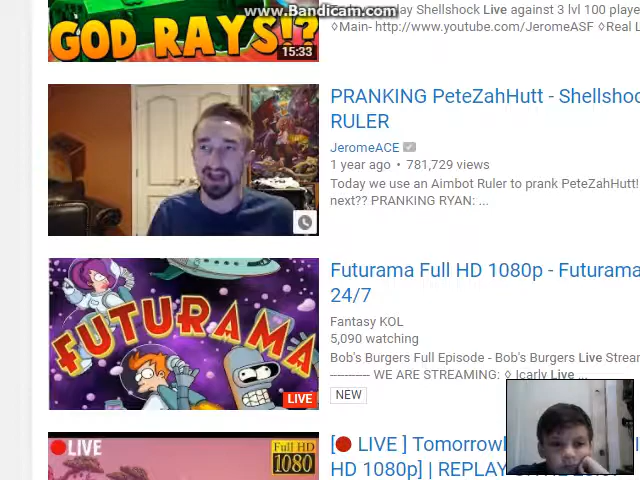 www.Bandicam.com
ay Shellshock Live against 3 lvl 100 playe
◊Main- http://www.youtube.com/JeromeASF ◊Real L
GOD RAYS!?
15:33
PRANKING PeteZahHutt - Shellshoc
RULER
JeromeACE
1 year ago • 781,729 views
Today we use an Aimbot Ruler to prank PeteZahHutt!
next?? PRANKING RYAN: ...
Futurama Full HD 1080p - Futurama
24/7
Fantasy KOL
5,090 watching
Bob's Burgers Full Episode - Bob's Burgers Live Strea
----------- WE ARE STREAMING: ◊ Icarly Live ...
NEW
FUTURAMA
LIVE
LIVE
Full HD
1080
[🔴 LIVE ] Tomorrow
HD 1080p] | REPLAY